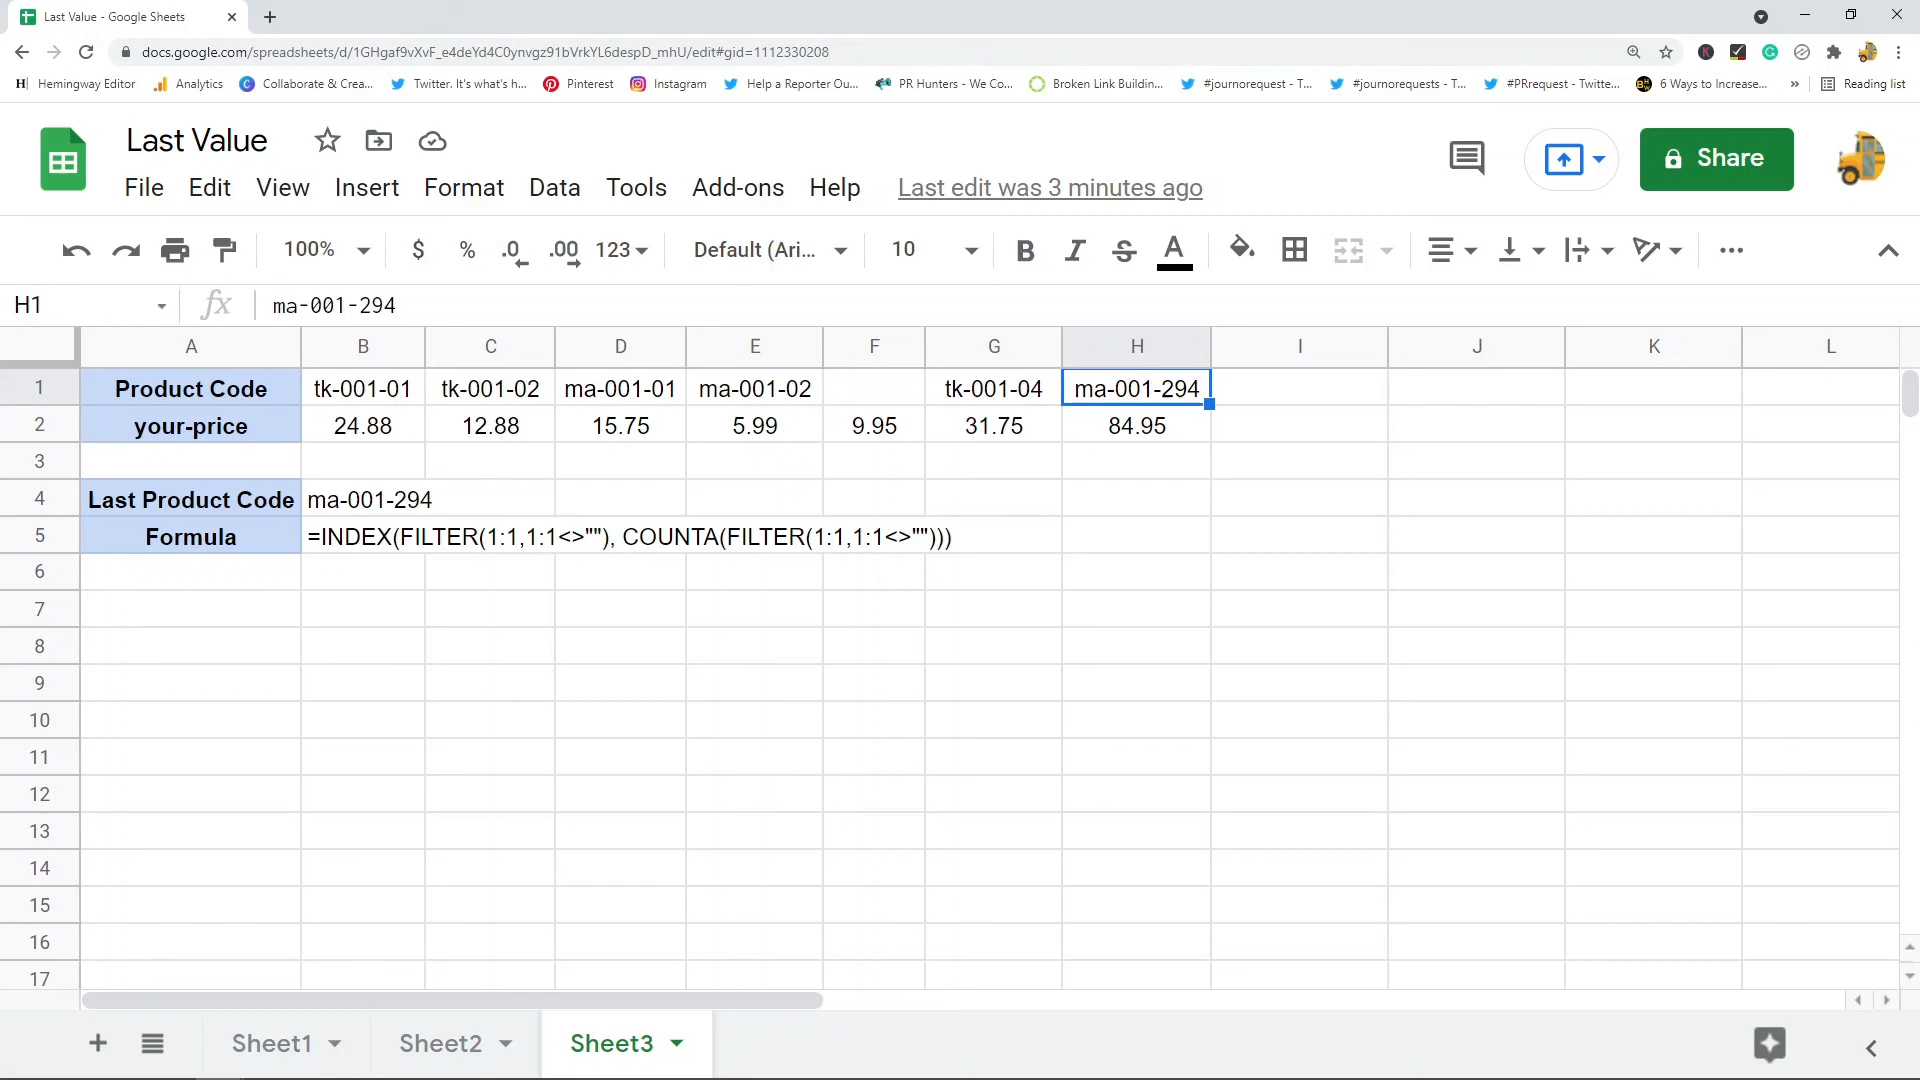 Last Value - Google Sheets
docs.google.com/spreadsheets/d/1GHgaf9vXvF_e4deYd4C0ynvgz91bVrkYL6despD_mhU/edit#gid=1112330208
Hemingway Editor Analytics Collaborate & Crea... Twitter. It's what's h... Pinterest Instagram Help a Reporter Ou... PR Hunters - We Co... Broken Link Building... #journorequest - T... #journorequests - T... #PRrequest - Twitte... 6 Ways to Increase... » Reading list
Last Value
Share
File Edit View Insert Format Data Tools Add-ons Help Last edit was 3 minutes ago
100% $ % .0 .00 123 Default (Ari... 10 B I S A
H1 fx ma-001-294
A B C D E F G H I J K L
1 Product Code tk-001-01 tk-001-02 ma-001-01 ma-001-02 tk-001-04 ma-001-294
2 your-price 24.88 12.88 15.75 5.99 9.95 31.75 84.95
3
4 Last Product Code ma-001-294
5 Formula =INDEX(FILTER(1:1,1:1<>""), COUNTA(FILTER(1:1,1:1<>"")))
6
7
8
9
10
11
12
13
14
15
16
17
Sheet1 Sheet2 Sheet3